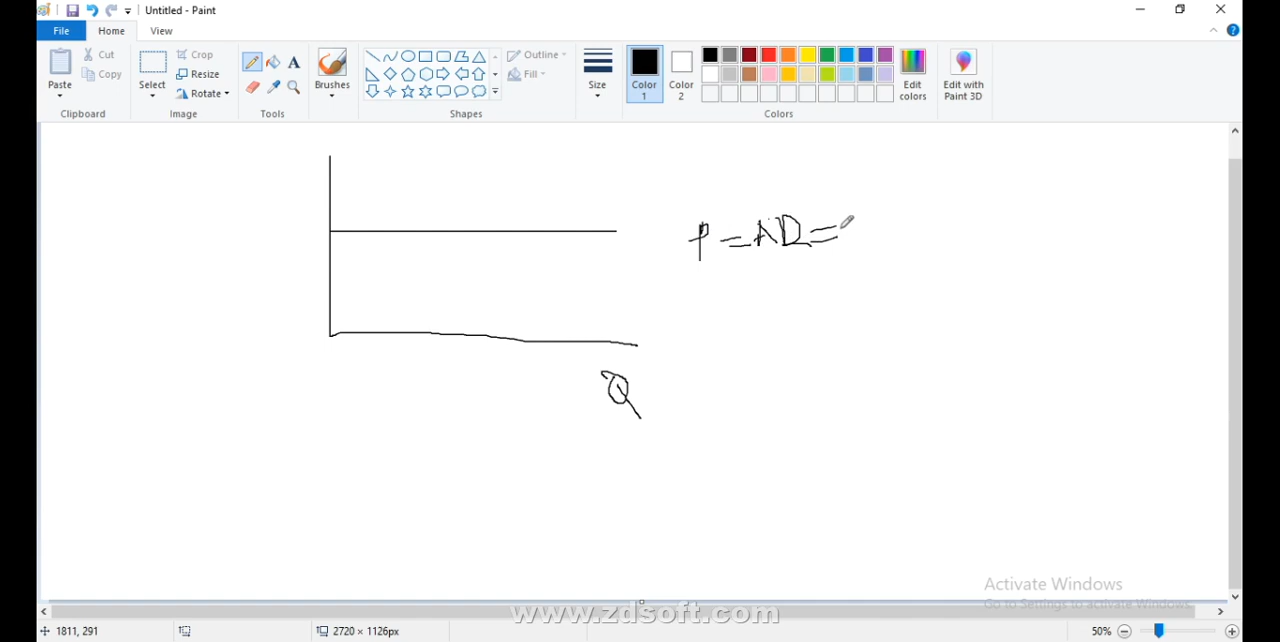 Untitled - Paint
File Home View
Paste Cut Copy Clipboard
Select Crop Resize Rotate Image
Tools
Brushes
Shapes Outline Fill
Size
Color 1 Color 2 Edit colors Colors
Edit with Paint 3D
P = AD =
Q
Activate Windows
Go to Settings to activate Windows.
www.zdsoft.com
1811, 291 2720 × 1126px 50%